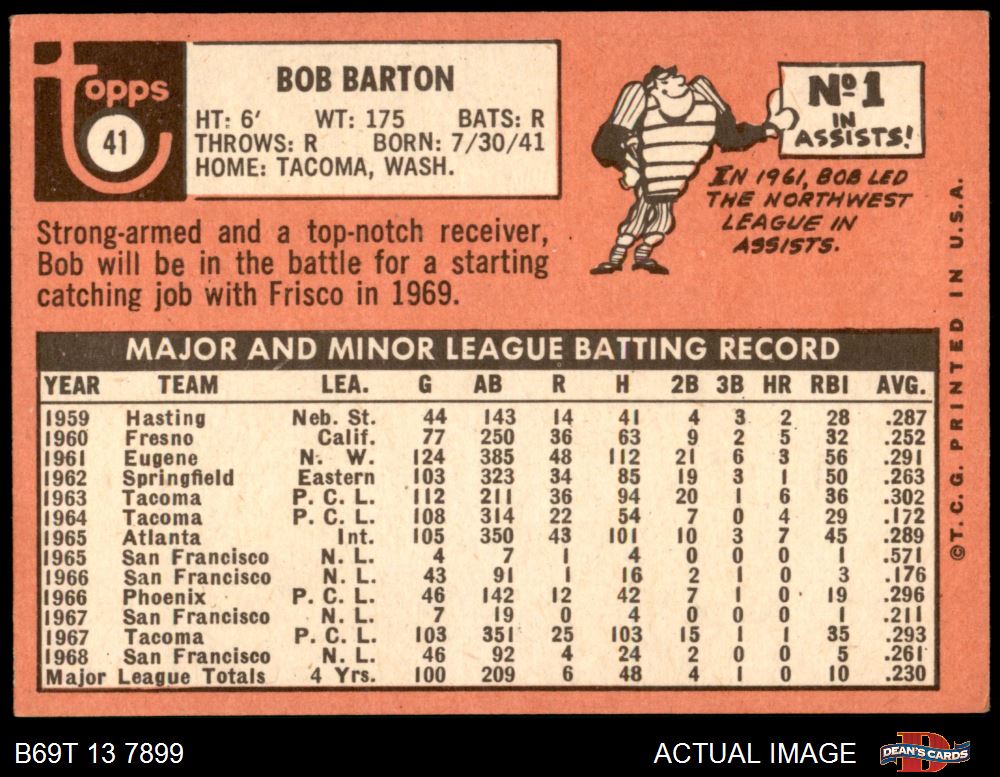 Topps
41
BOB BARTON
HT: 6' WT: 175 BATS: R
THROWS: R BORN: 7/30/41
HOME: TACOMA, WASH.
Strong-armed and a top-notch receiver,
Bob will be in the battle for a starting
catching job with Frisco in 1969.
No 1
IN
ASSISTS!
IN 1961, BOB LED
THE NORTHWEST
LEAGUE IN
ASSISTS.
MAJOR AND MINOR LEAGUE BATTING RECORD
YEAR TEAM LEA. G AB R H 2B 3B HR RBI AVG.
1959 Hasting Neb. St. 44 143 14 41 4 3 2 28 .287
1960 Fresno Calif. 77 250 36 63 9 2 5 32 .252
1961 Eugene N. W. 124 385 48 112 21 6 3 56 .291
1962 Springfield Eastern 103 323 34 85 19 3 1 50 .263
1963 Tacoma P. C. L. 112 211 36 94 20 1 6 36 .302
1964 Tacoma P. C. L. 108 314 22 54 7 0 4 29 .172
1965 Atlanta Int. 105 350 43 101 10 3 7 45 .289
1965 San Francisco N. L. 4 7 1 4 0 0 0 1 .571
1966 San Francisco N. L. 43 91 1 16 2 1 0 3 .176
1966 Phoenix P. C. L. 46 142 12 42 7 1 0 19 .296
1967 San Francisco N. L. 7 19 0 4 0 0 0 1 .211
1967 Tacoma P. C. L. 103 351 25 103 15 1 1 35 .293
1968 San Francisco N. L. 46 92 4 24 2 0 0 5 .261
Major League Totals 4 Yrs. 100 209 6 48 4 1 0 10 .230
©T.C.G. PRINTED IN U.S.A.
B69T 13 7899
ACTUAL IMAGE
DEAN'S CARDS